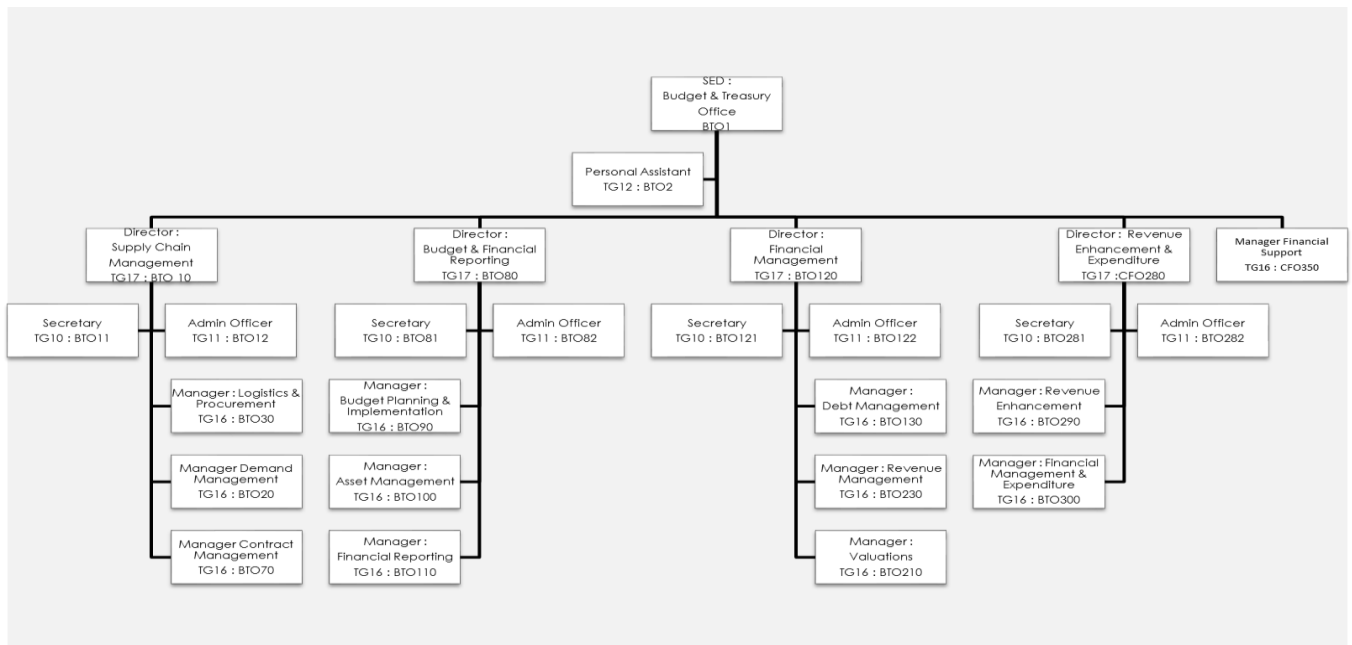 SED :
Budget & Treasury
Office
BTO1
Personal Assistant
TG12 : BTO2
Director :
Supply Chain
Management
TG17 : BTO 10
Director :
Budget & Financial
Reporting
TG17 : BTO80
Director :
Financial
Management
TG17 : BTO120
Director : Revenue
Enhancement &
Expenditure
TG17 :CFO280
Manager Financial
Support
TG16 : CFO350
Secretary
TG10 : BTO11
Admin Officer
TG11 : BTO12
Secretary
TG10 : BTO81
Admin Officer
TG11 : BTO82
Secretary
TG10 : BTO121
Admin Officer
TG11 : BTO122
Secretary
TG10 : BTO281
Admin Officer
TG11 : BTO282
Manager : Logistics &
Procurement
TG16 : BTO30
Manager :
Budget Planning &
Implementation
TG16 : BTO90
Manager :
Debt Management
TG16 : BTO130
Manager : Revenue
Enhancement
TG16 : BTO290
Manager Demand
Management
TG16 : BTO20
Manager :
Asset Management
TG16 : BTO100
Manager : Revenue
Management
TG16 : BTO230
Manager : Financial
Management &
Expenditure
TG16 : BTO300
Manager Contract
Management
TG16 : BTO70
Manager :
Financial Reporting
TG16 : BTO110
Manager :
Valuations
TG16 : BTO210